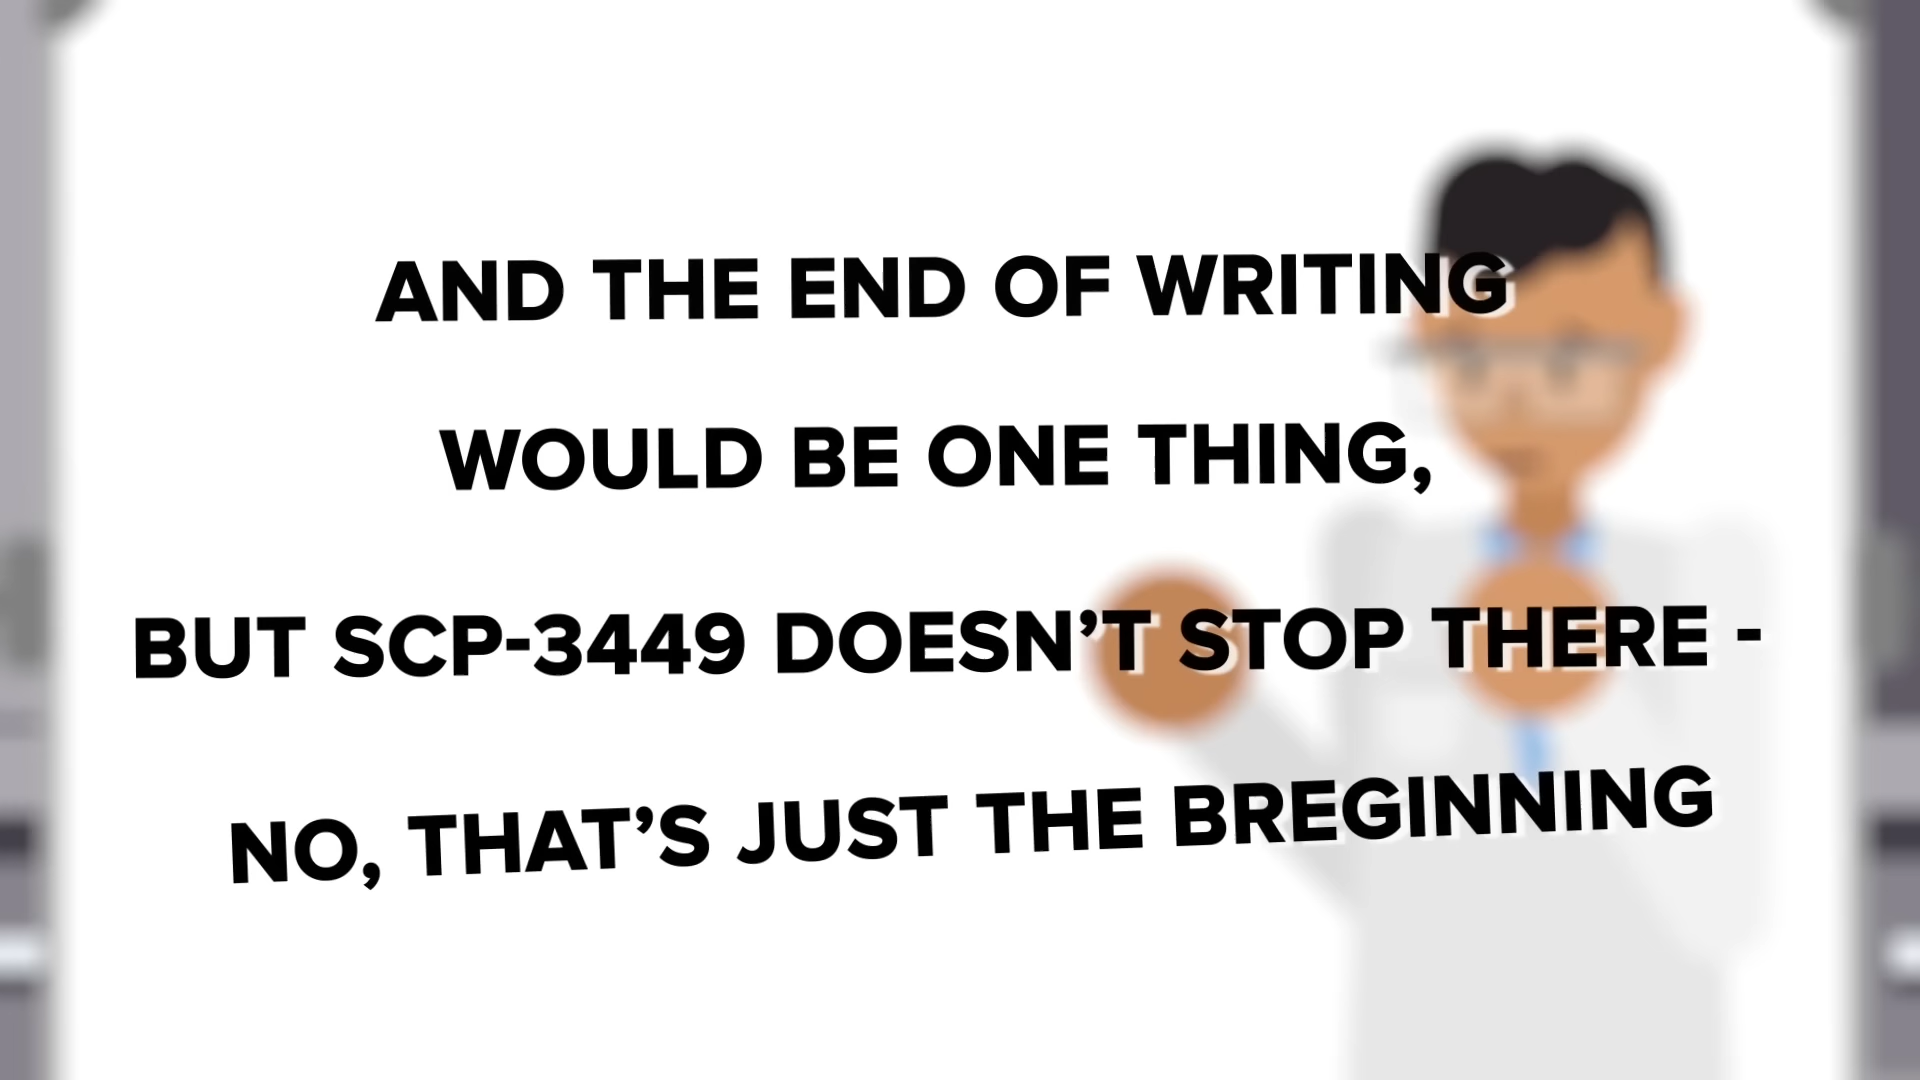 AND THE END OF WRITING
WOULD BE ONE THING,
BUT SCP-3449 DOESN’T STOP THERE -
NO, THAT’S JUST THE BREGINNING